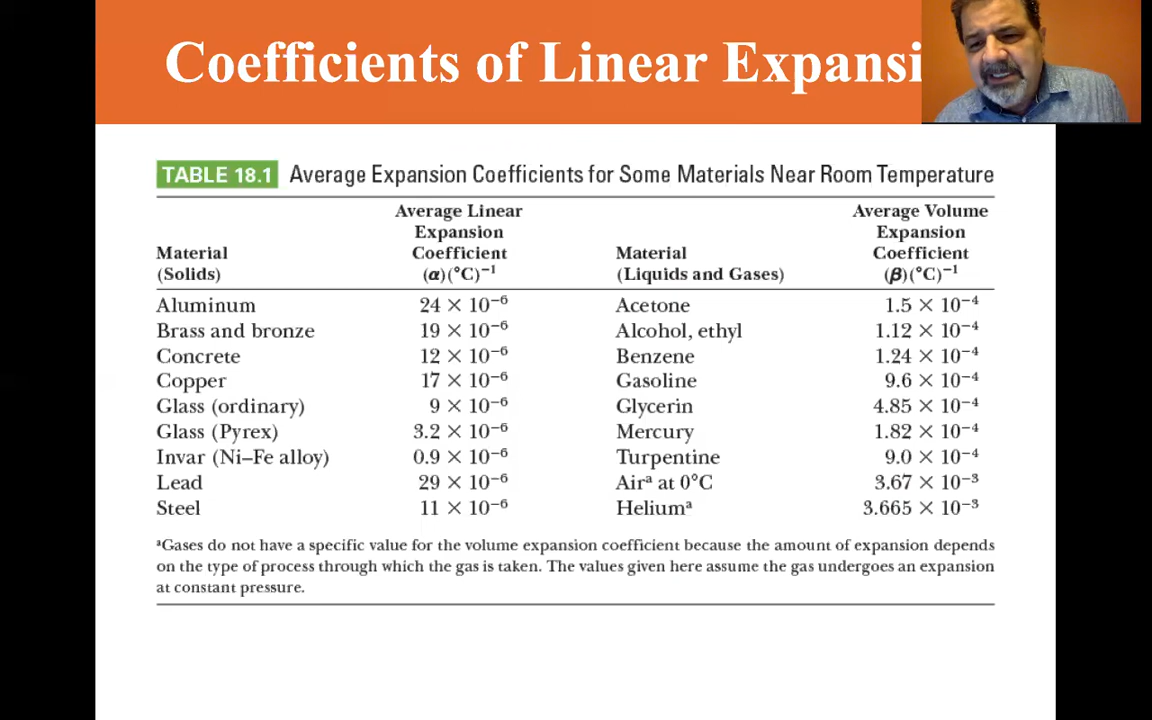 Coefficients of Linear Expansi
TABLE 18.1 Average Expansion Coefficients for Some Materials Near Room Temperature
Material (Solids) Average Linear Expansion Coefficient (α)(°C)⁻¹ Material (Liquids and Gases) Average Volume Expansion Coefficient (β)(°C)⁻¹
Aluminum 24 × 10⁻⁶ Acetone 1.5 × 10⁻⁴
Brass and bronze 19 × 10⁻⁶ Alcohol, ethyl 1.12 × 10⁻⁴
Concrete 12 × 10⁻⁶ Benzene 1.24 × 10⁻⁴
Copper 17 × 10⁻⁶ Gasoline 9.6 × 10⁻⁴
Glass (ordinary) 9 × 10⁻⁶ Glycerin 4.85 × 10⁻⁴
Glass (Pyrex) 3.2 × 10⁻⁶ Mercury 1.82 × 10⁻⁴
Invar (Ni–Fe alloy) 0.9 × 10⁻⁶ Turpentine 9.0 × 10⁻⁴
Lead 29 × 10⁻⁶ Airᵃ at 0°C 3.67 × 10⁻³
Steel 11 × 10⁻⁶ Heliumᵃ 3.665 × 10⁻³
ᵃGases do not have a specific value for the volume expansion coefficient because the amount of expansion depends
on the type of process through which the gas is taken. The values given here assume the gas undergoes an expansion
at constant pressure.